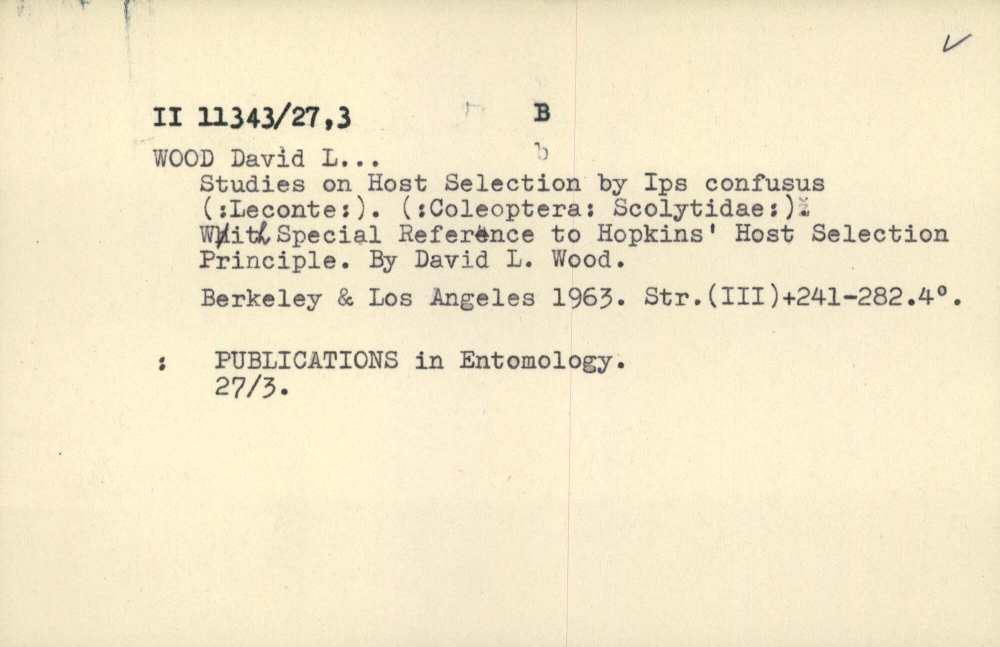 ✓
II 11343/27,3 B
b
WOOD David L...
Studies on Host Selection by Ips confusus
(:Leconte:). (:Coleoptera: Scolytidae:).
With Special Reference to Hopkins' Host Selection
Principle. By David L. Wood.
Berkeley & Los Angeles 1963. Str.(III)+241-282.4°.
: PUBLICATIONS in Entomology.
27/3.